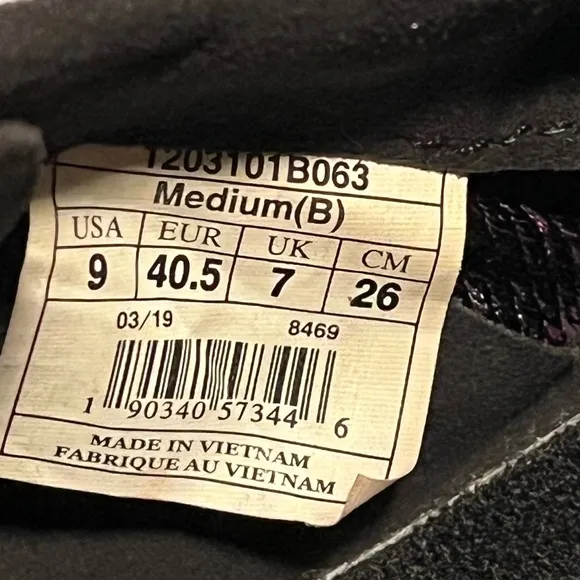 1203101B063
Medium(B)
USA EUR UK CM
9 40.5 7 26
03/19 8469
1 90340 57344 6
MADE IN VIETNAM
FABRIQUE AU VIETNAM